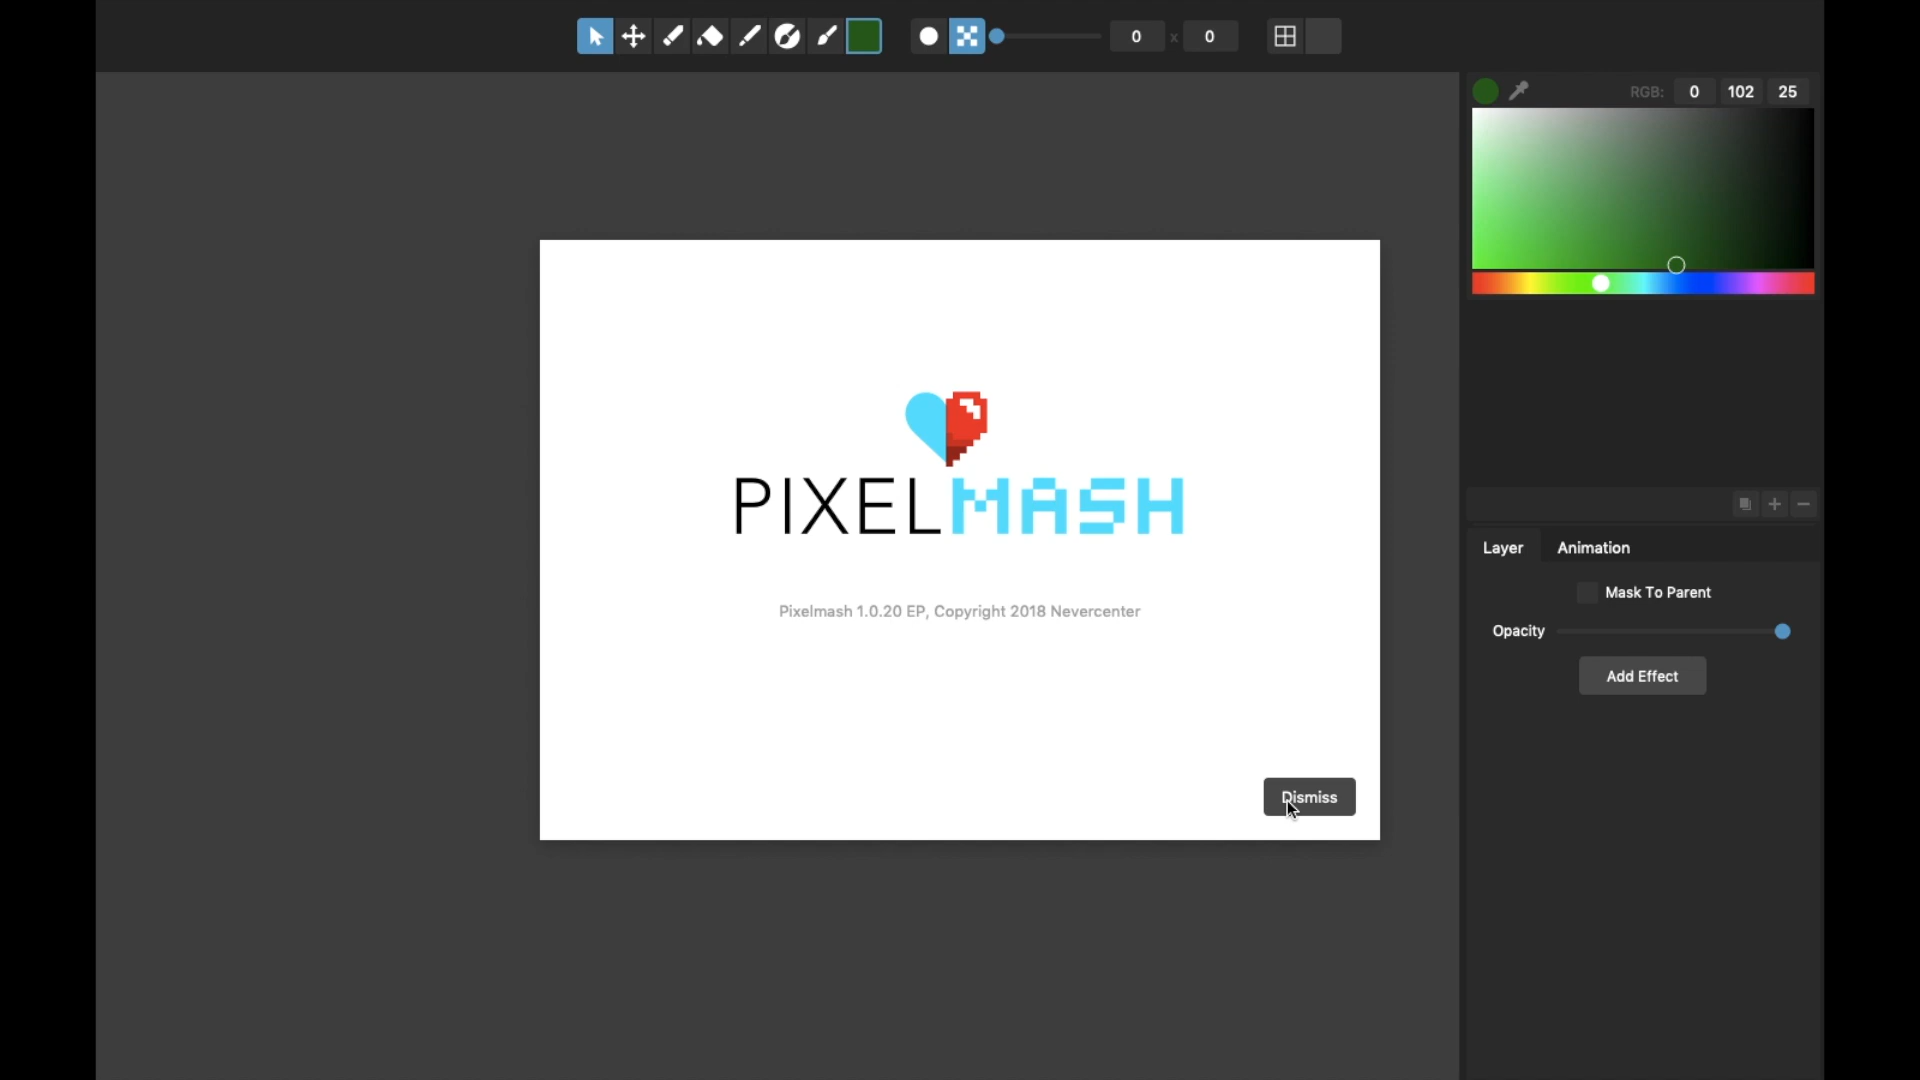 0 x 0
RGB: 0 102 25
PIXELMASH
Pixelmash 1.0.20 EP, Copyright 2018 Nevercenter
Dismiss
Layer Animation
Mask To Parent
Opacity
Add Effect